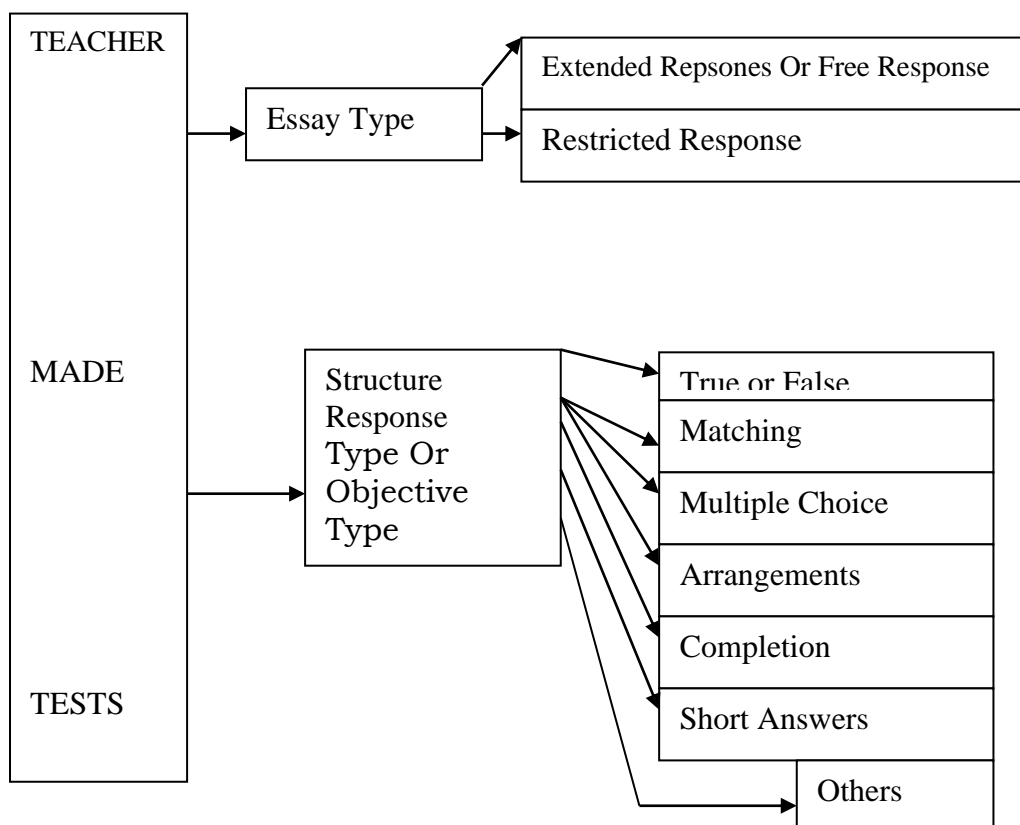 TEACHER
MADE
TESTS
Essay Type
Extended Repsones Or Free Response
Restricted Response
Structure
Response
Type Or
Objective
Type
True or False
Matching
Multiple Choice
Arrangements
Completion
Short Answers
Others